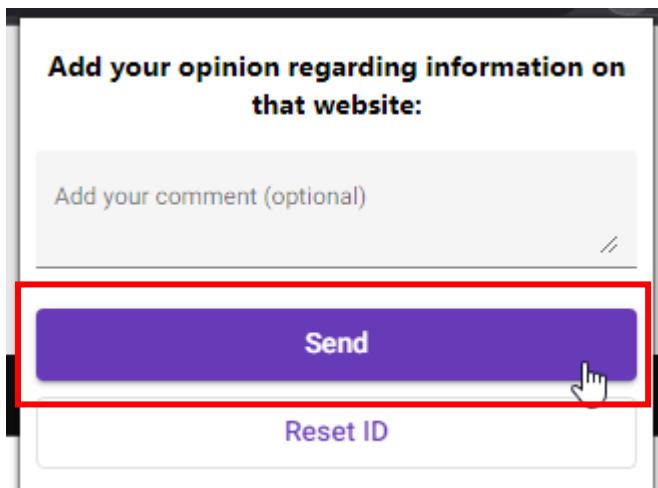 Add your opinion regarding information on
that website:
Add your comment (optional)
Send
Reset ID